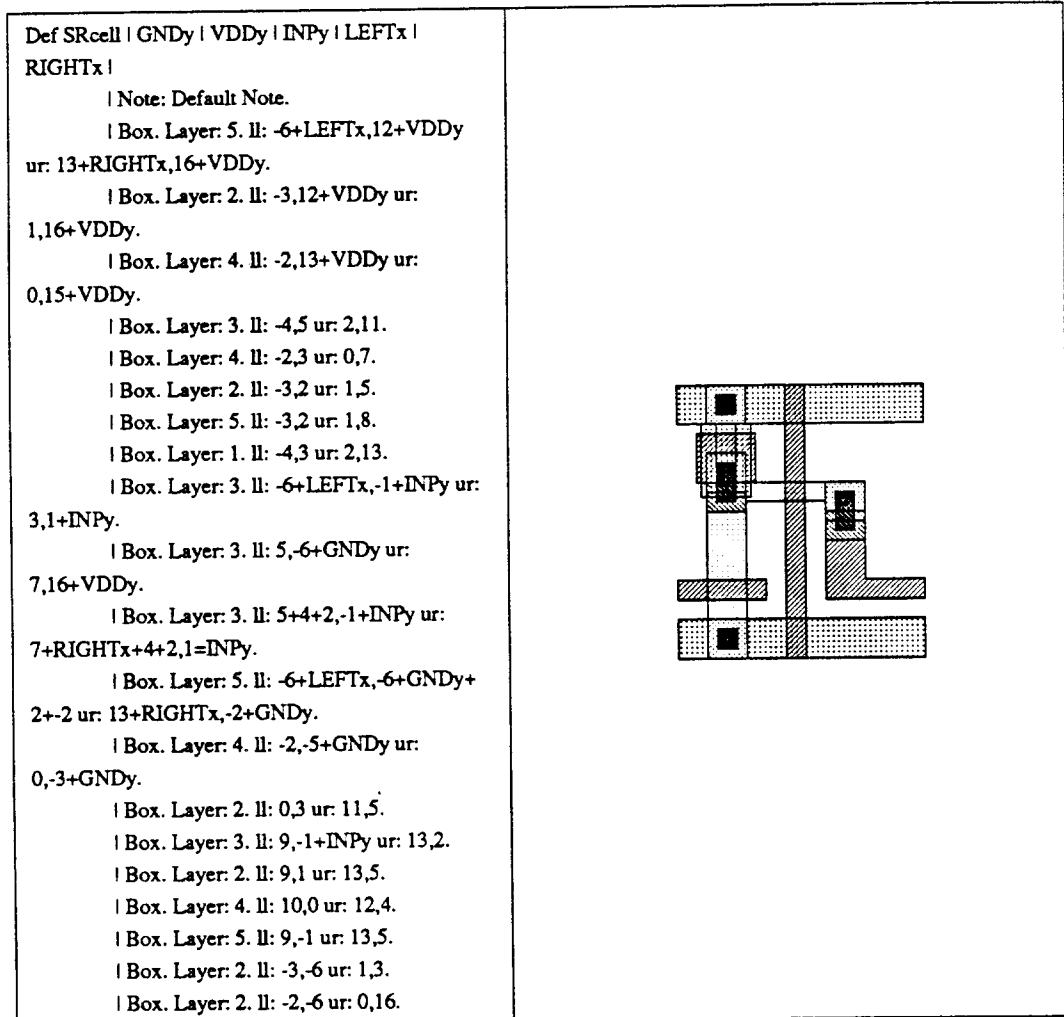 Def SRcell | GNDy | VDDy | INPy | LEFTx |
RIGHTx |
| Note: Default Note.
| Box. Layer: 5. ll: -6+LEFTx,12+VDDy
ur: 13+RIGHTx,16+VDDy.
| Box. Layer: 2. ll: -3,12+VDDy ur:
1,16+VDDy.
| Box. Layer: 4. ll: -2,13+VDDy ur:
0,15+VDDy.
| Box. Layer: 3. ll: -4,5 ur: 2,11.
| Box. Layer: 4. ll: -2,3 ur: 0,7.
| Box. Layer: 2. ll: -3,2 ur: 1,5.
| Box. Layer: 5. ll: -3,2 ur: 1,8.
| Box. Layer: 1. ll: -4,3 ur: 2,13.
| Box. Layer: 3. ll: -6+LEFTx,-1+INPy ur:
3,1+INPy.
| Box. Layer: 3. ll: 5,-6+GNDy ur:
7,16+VDDy.
| Box. Layer: 3. ll: 5+4+2,-1+INPy ur:
7+RIGHTx+4+2,1=INPy.
| Box. Layer: 5. ll: -6+LEFTx,-6+GNDy+
2+-2 ur: 13+RIGHTx,-2+GNDy.
| Box. Layer: 4. ll: -2,-5+GNDy ur:
0,-3+GNDy.
| Box. Layer: 2. ll: 0,3 ur: 11,5.
| Box. Layer: 3. ll: 9,-1+INPy ur: 13,2.
| Box. Layer: 2. ll: 9,1 ur: 13,5.
| Box. Layer: 4. ll: 10,0 ur: 12,4.
| Box. Layer: 5. ll: 9,-1 ur: 13,5.
| Box. Layer: 2. ll: -3,-6 ur: 1,3.
| Box. Layer: 2. ll: -2,-6 ur: 0,16.